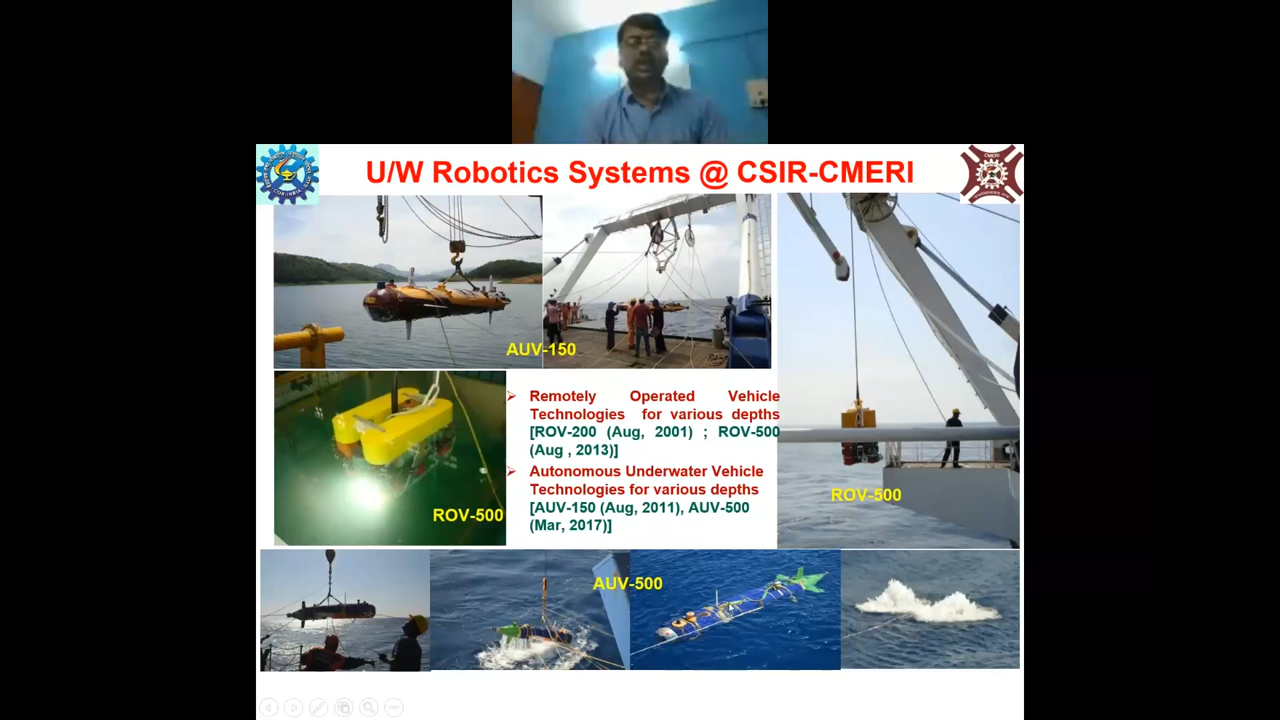 U/W Robotics Systems @ CSIR-CMERI
CMERI
AUV-150
Remotely Operated Vehicle
Technologies for various depths
[ROV-200 (Aug, 2001) ; ROV-500
(Aug , 2013)]
Autonomous Underwater Vehicle
Technologies for various depths
[AUV-150 (Aug, 2011), AUV-500
(Mar, 2017)]
ROV-500
ROV-500
AUV-500